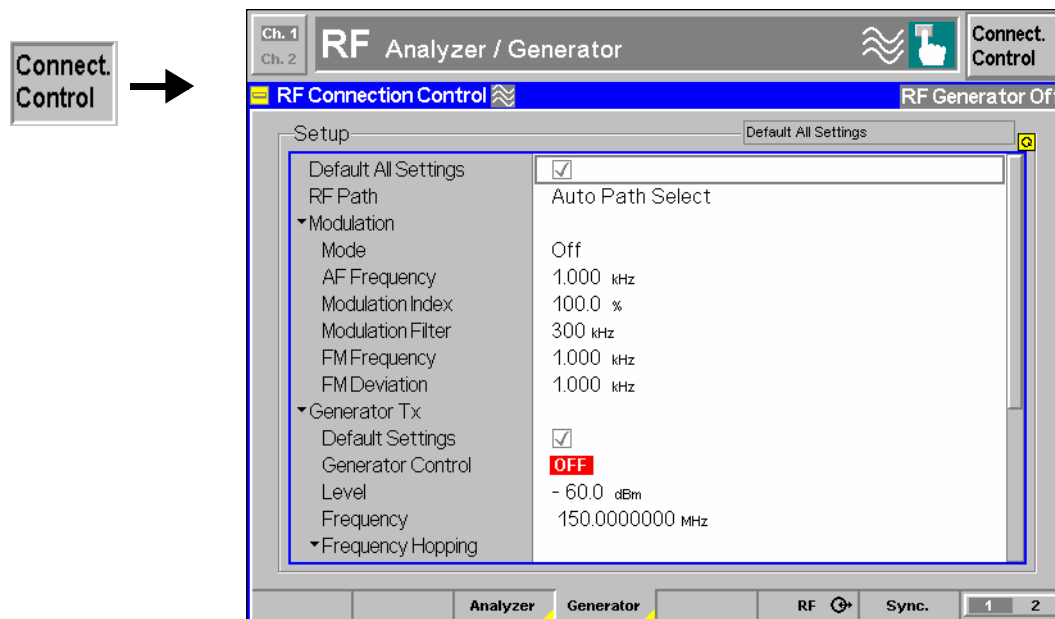 Connect.
Control
Ch. 1
Ch. 2
RF Analyzer / Generator
Connect.
Control
RF Connection Control
RF Generator Of
Setup
Default All Settings
Default All Settings
RF Path Auto Path Select
Modulation
Mode Off
AF Frequency 1.000 kHz
Modulation Index 100.0 %
Modulation Filter 300 kHz
FM Frequency 1.000 kHz
FM Deviation 1.000 kHz
Generator Tx
Default Settings
Generator Control OFF
Level - 60.0 dBm
Frequency 150.0000000 MHz
Frequency Hopping
Analyzer Generator RF Sync. 1 2